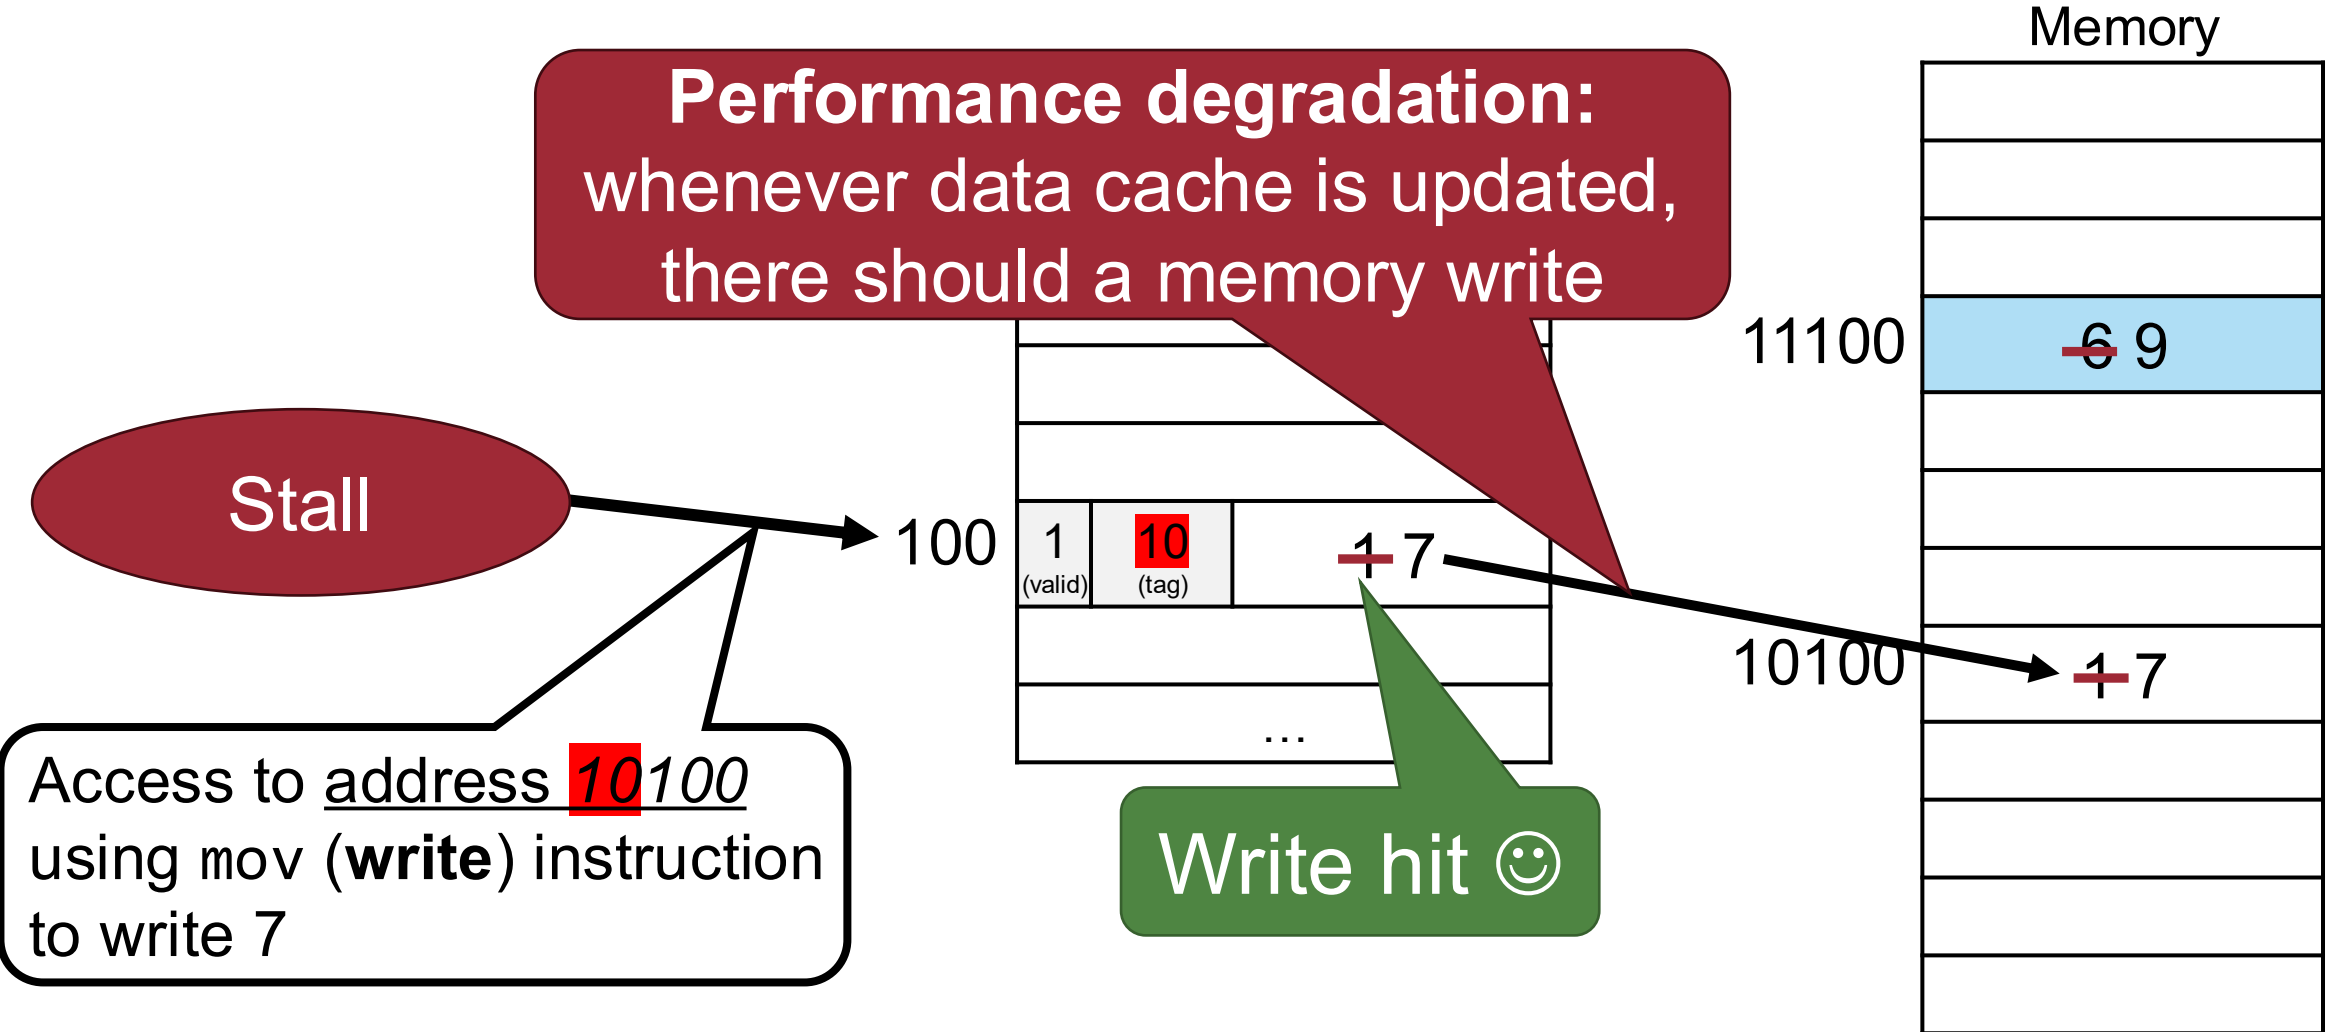 Memory
Performance degradation:
whenever data cache is updated,
there should a memory write
11100
6 9
Stall
100
1
(valid)
10
(tag)
1 7
10100
1 7
...
Access to address 10100
using mov (write) instruction
to write 7
Write hit ☺